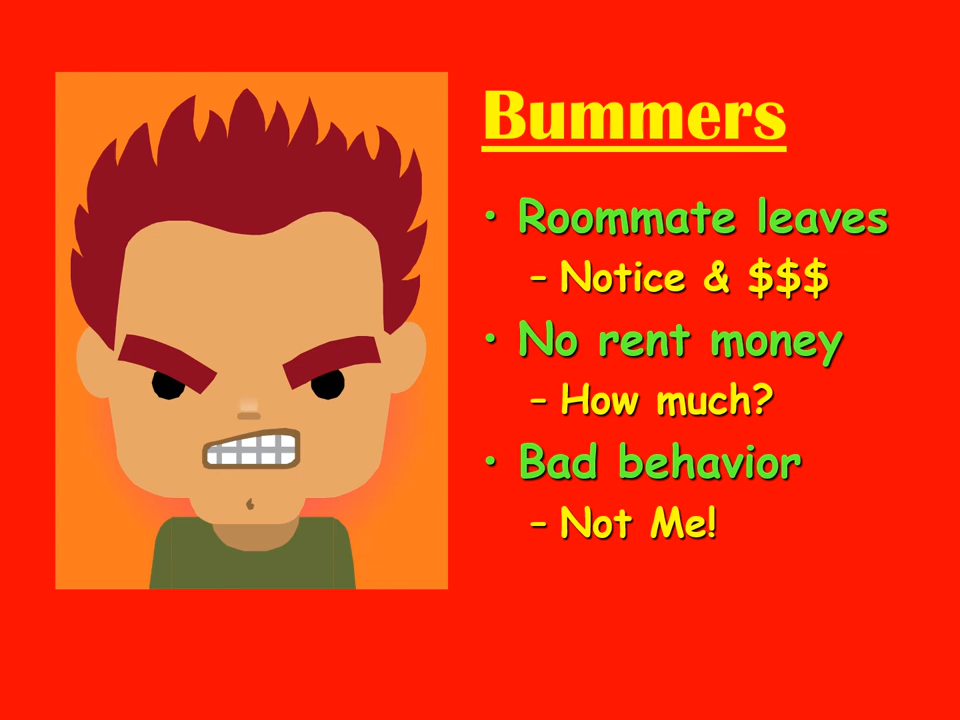 Bummers
• Roommate leaves
– Notice & $$$
• No rent money
– How much?
• Bad behavior
– Not Me!